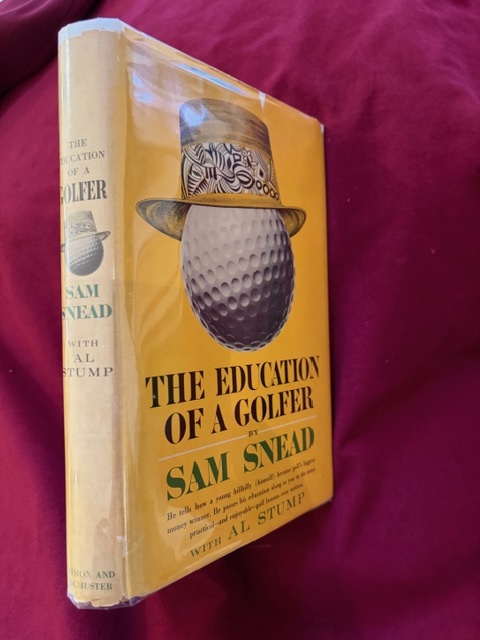 THE
EDUCATION
OF A
GOLFER
SAM
SNEAD
WITH
AL
STUMP
SIMON AND
SCHUSTER
THE EDUCATION
OF A GOLFER
BY
SAM SNEAD
He tells how a young hillbilly (himself) became golf's biggest
money winner. He passes his education along to you in the most
practical—and enjoyable—golf lessons ever written.
WITH AL STUMP